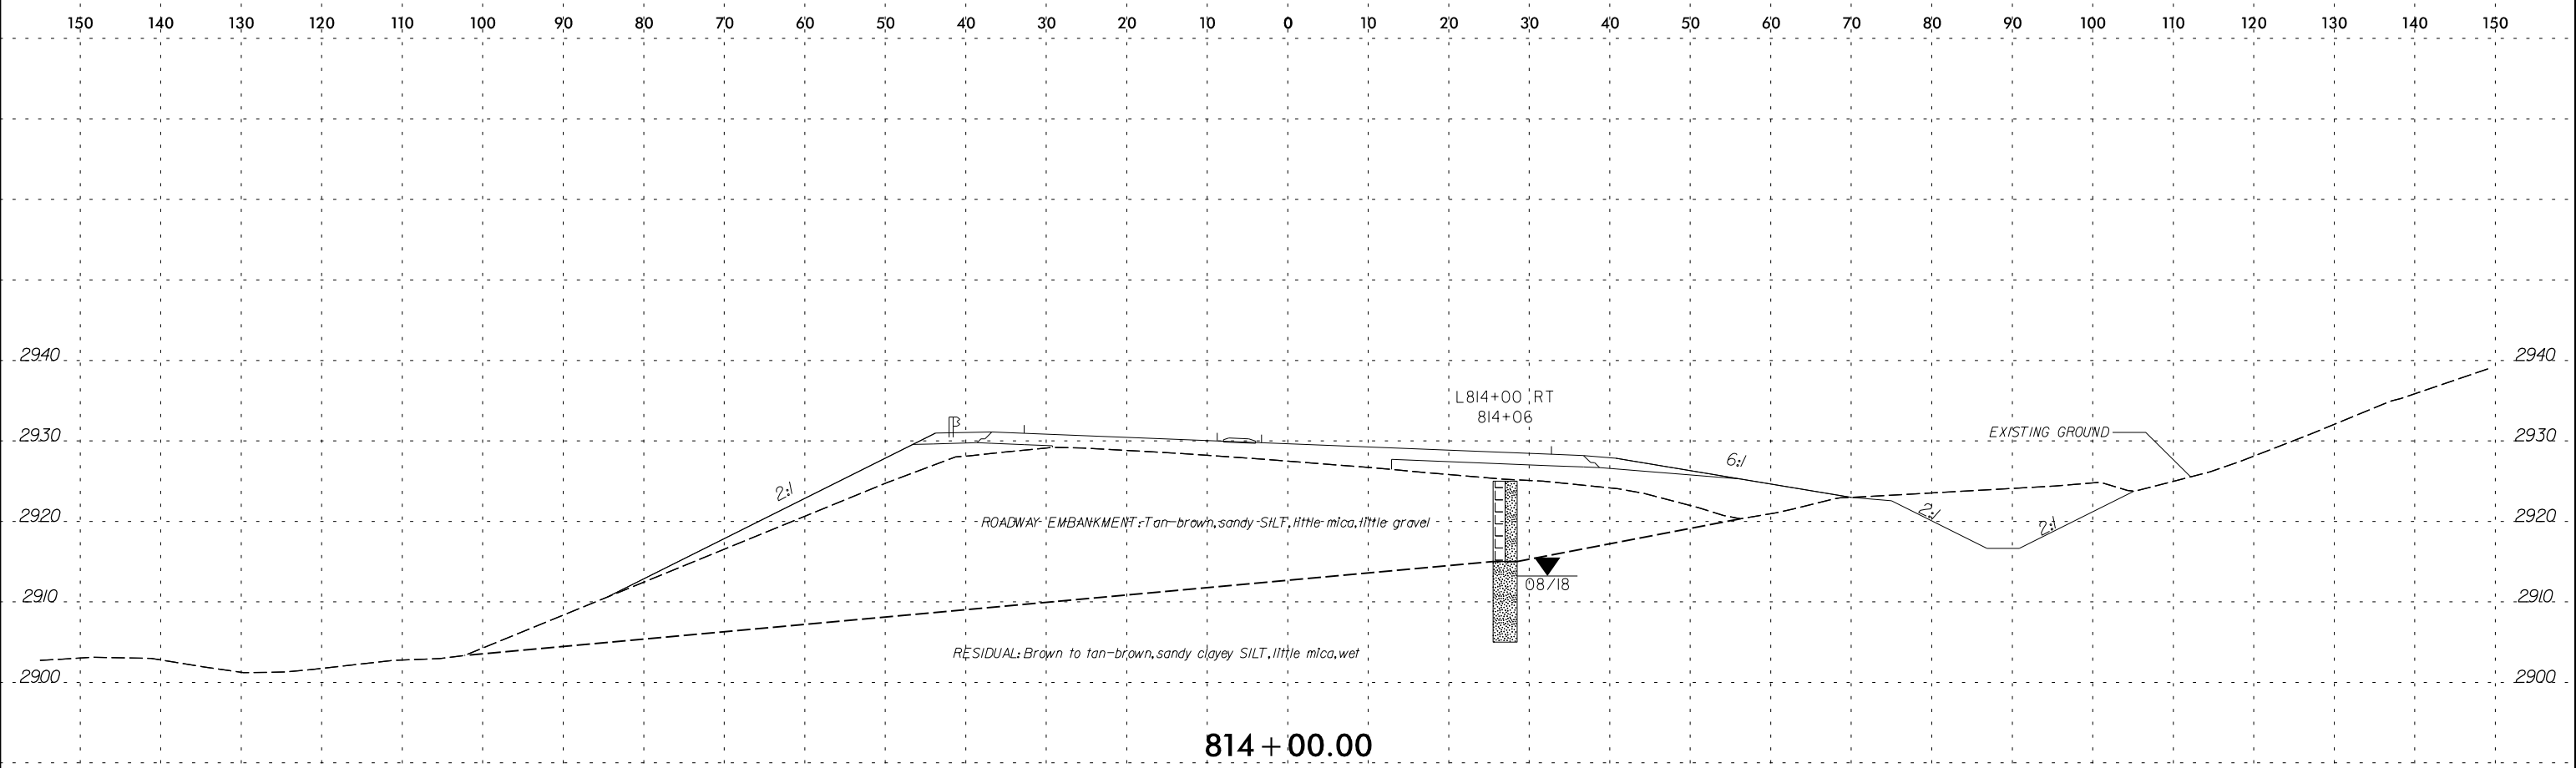 150 140 130 120 110 100 90 80 70 60 50 40 30 20 10 0 10 20 30 40 50 60 70 80 90 100 110 120 130 140 150
2940 2940
L814+00 RT
814+06
2930 EXISTING GROUND 2930
6:1
2:1
2920 ROADWAY EMBANKMENT: Tan-brown, sandy SILT, little mica, little gravel 2:1 2:1 2920
08/18
2910 2910
RESIDUAL: Brown to tan-brown, sandy clayey SILT, little mica, wet
2900 2900
814+00.00